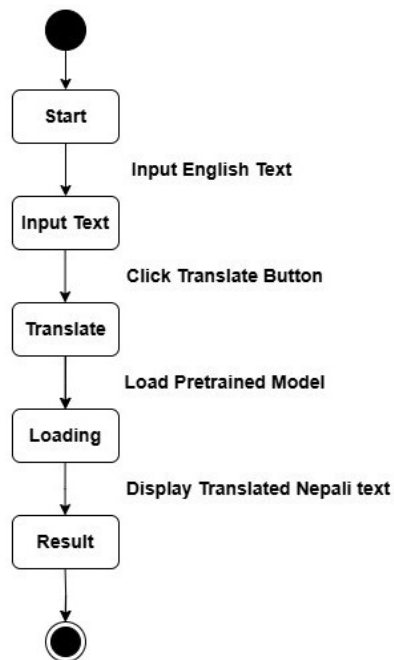 Start
Input English Text
Input Text
Click Translate Button
Translate
Load Pretrained Model
Loading
Display Translated Nepali text
Result